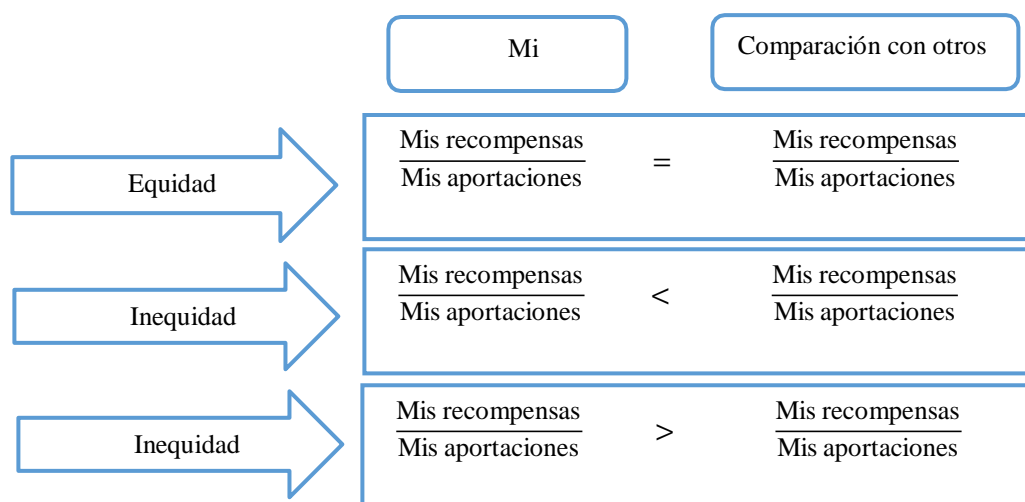 Mi
Comparación con otros
Equidad
Mis recompensas = Mis recompensas
Mis aportaciones Mis aportaciones
Inequidad
Mis recompensas < Mis recompensas
Mis aportaciones Mis aportaciones
Inequidad
Mis recompensas > Mis recompensas
Mis aportaciones Mis aportaciones